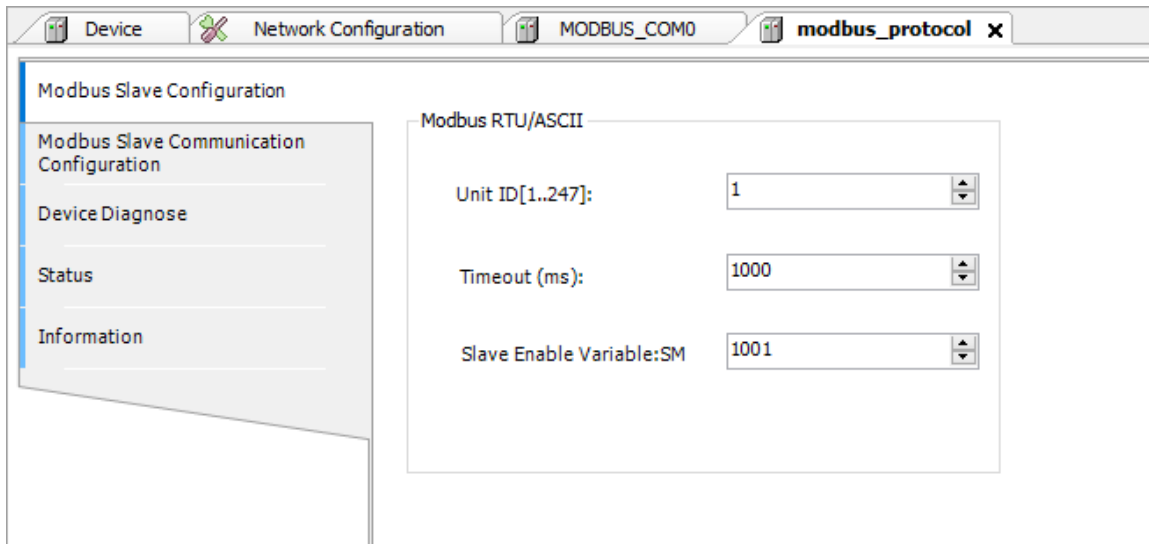 Device
Network Configuration
MODBUS_COM0
modbus_protocol
Modbus Slave Configuration
Modbus Slave Communication
Configuration
Device Diagnose
Status
Information
Modbus RTU/ASCII
Unit ID[1..247]: 1
Timeout (ms): 1000
Slave Enable Variable:SM 1001